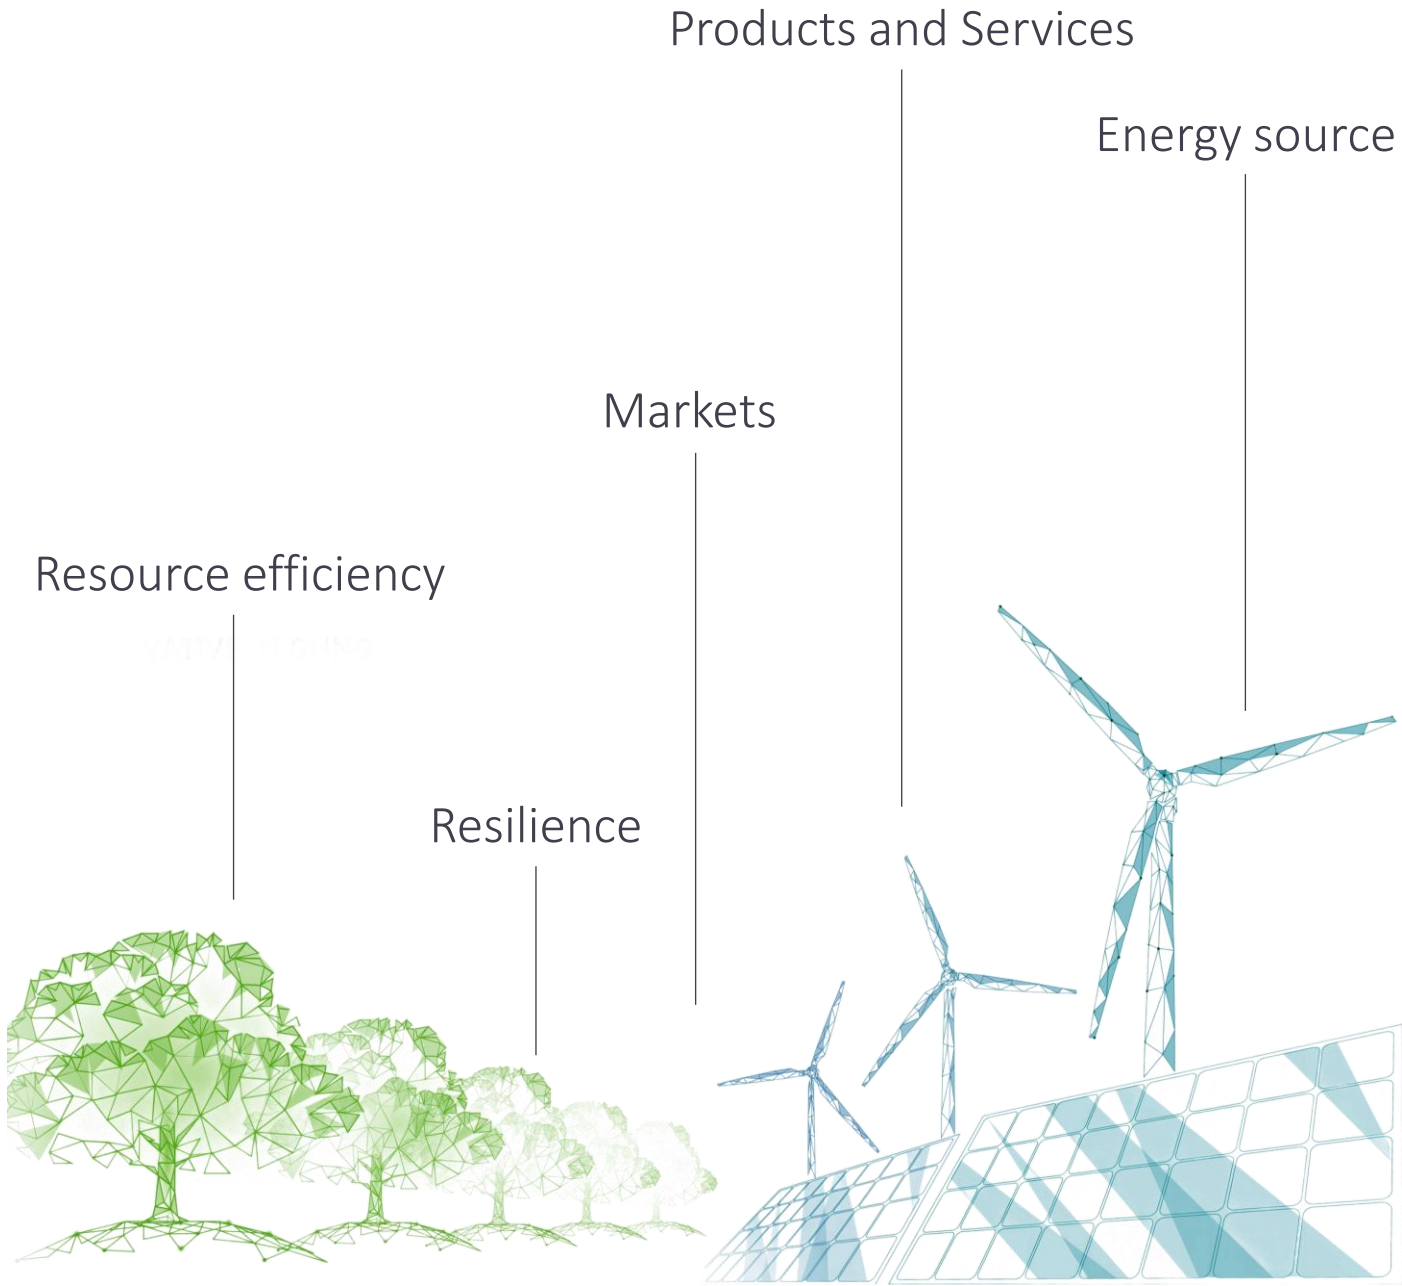 Products and Services
Energy source
Markets
Resource efficiency
Resilience